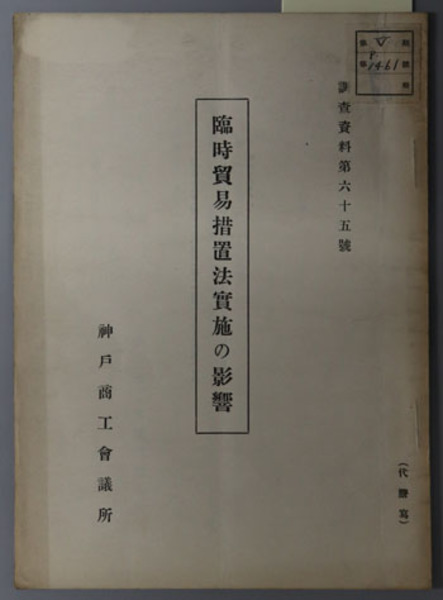 調査資料第六十五號
臨時貿易措置法實施の影響
神戸商工會議所
(代謄寫)
V
P
1461